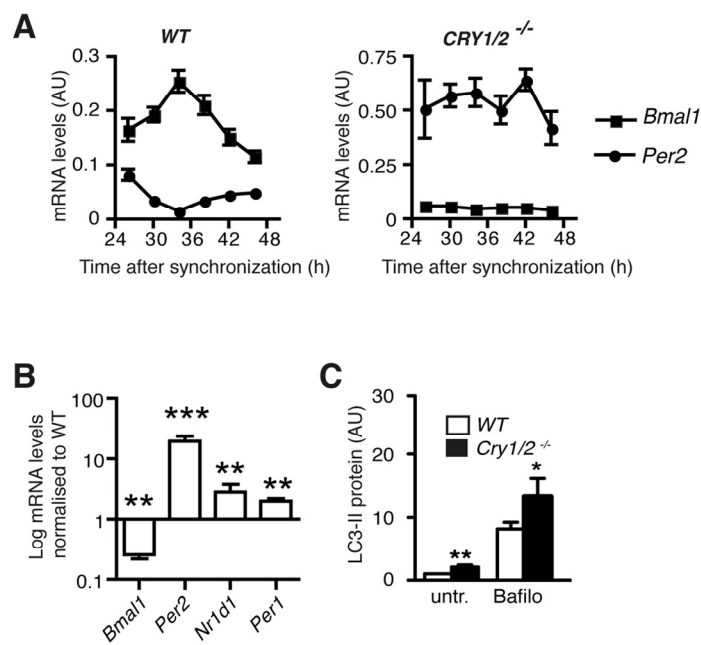 A
WT
CRY1/2 -/-
mRNA levels (AU)
0.3
0.2
0.1
0
24 30 36 42 48
Time after synchronization (h)
mRNA levels (AU)
0.75
0.50
0.25
0
24 30 36 42 48
Time after synchronization (h)
Bmal1
Per2
B
Log mRNA levels
normalised to WT
100
10
1
0.1
**
***
**
**
Bmal1 Per2 Nr1d1 Per1
C
LC3-II protein (AU)
30
20
10
0
WT
Cry1/2 -/-
**
*
untr. Bafilo